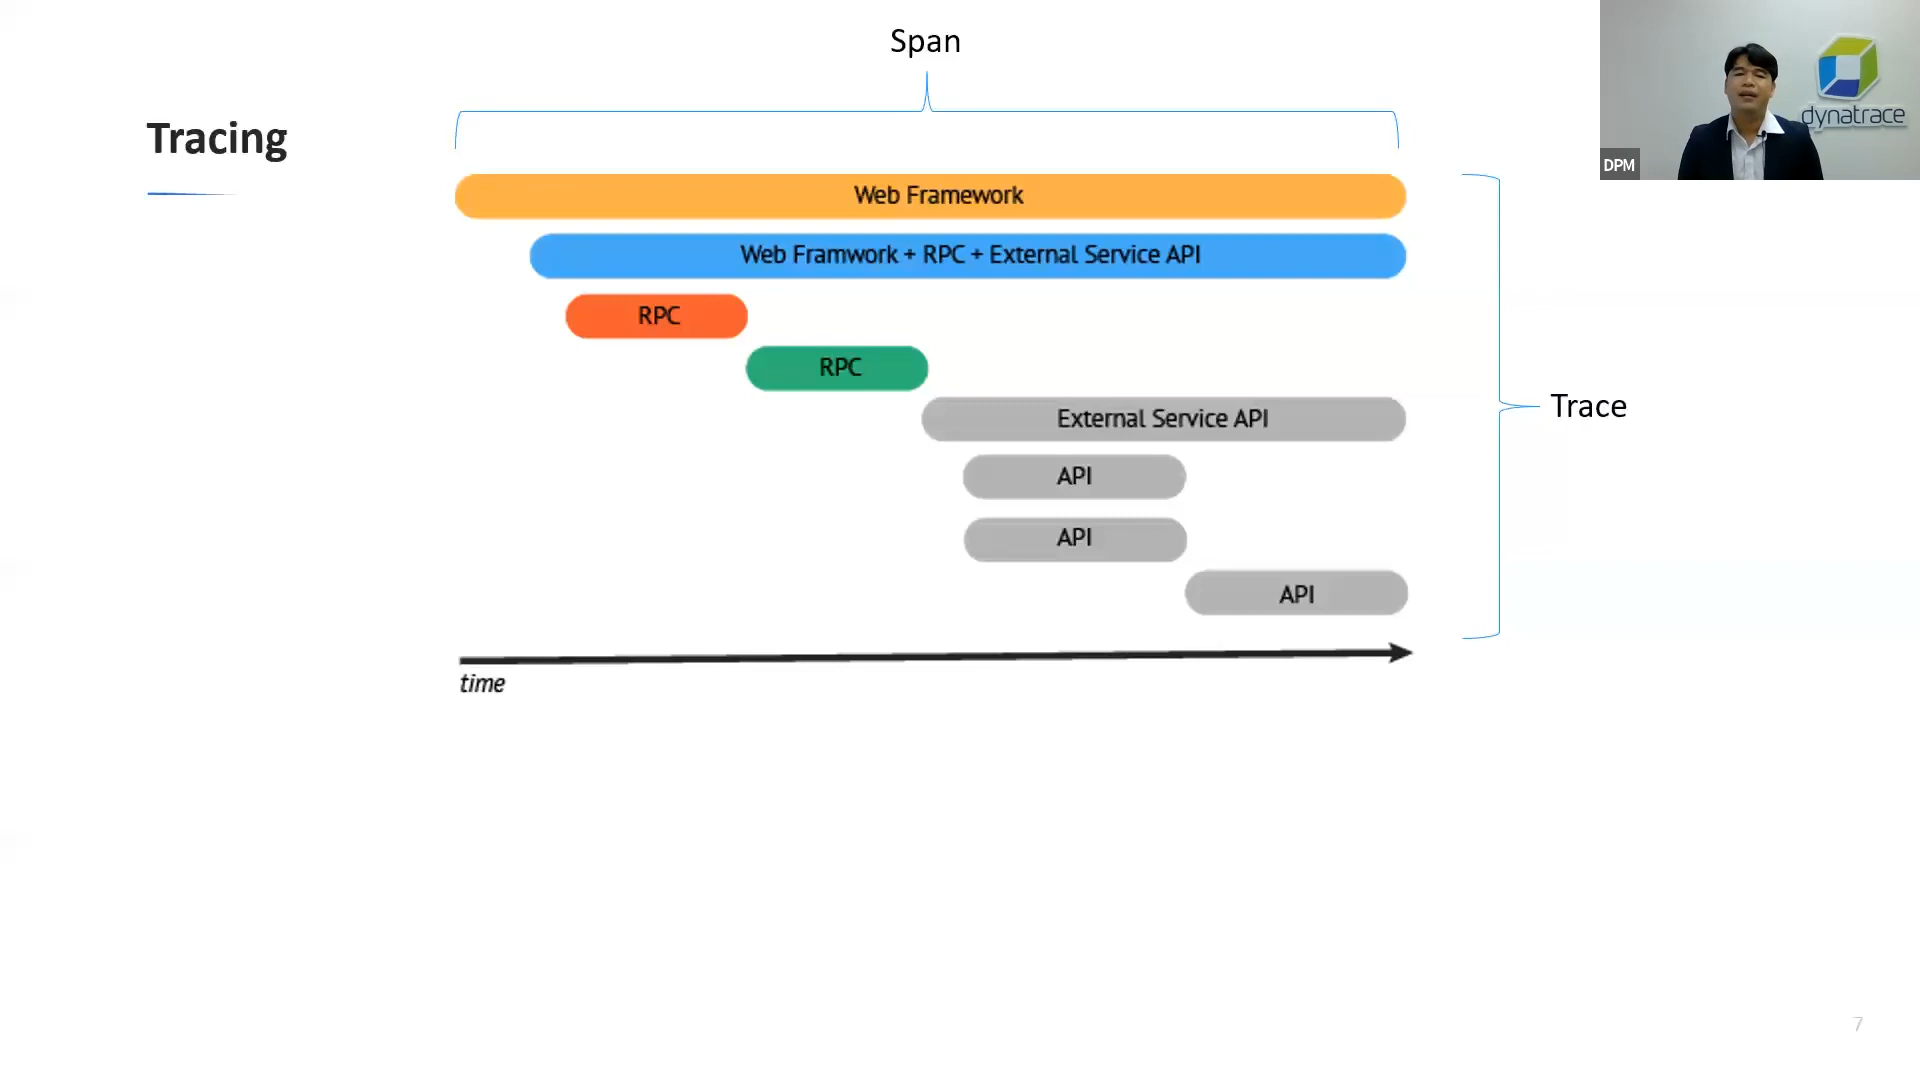 Span
Tracing
dynatrace
DPM
Web Framework
Web Framwork + RPC + External Service API
RPC
RPC
External Service API
Trace
API
API
API
time
7